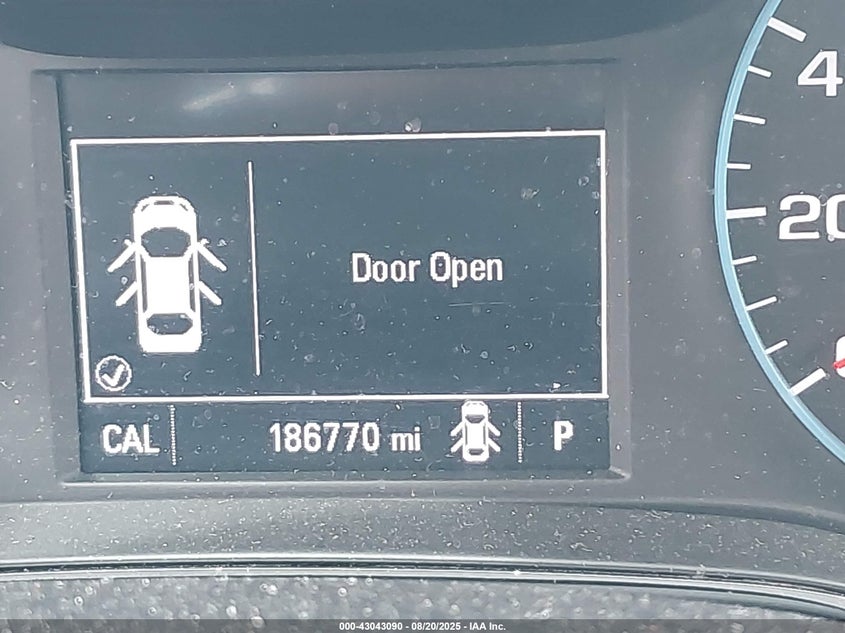 4
20
Door Open
CAL 186770 mi P
000-43043090 - 08/20/2025 - IAA Inc.